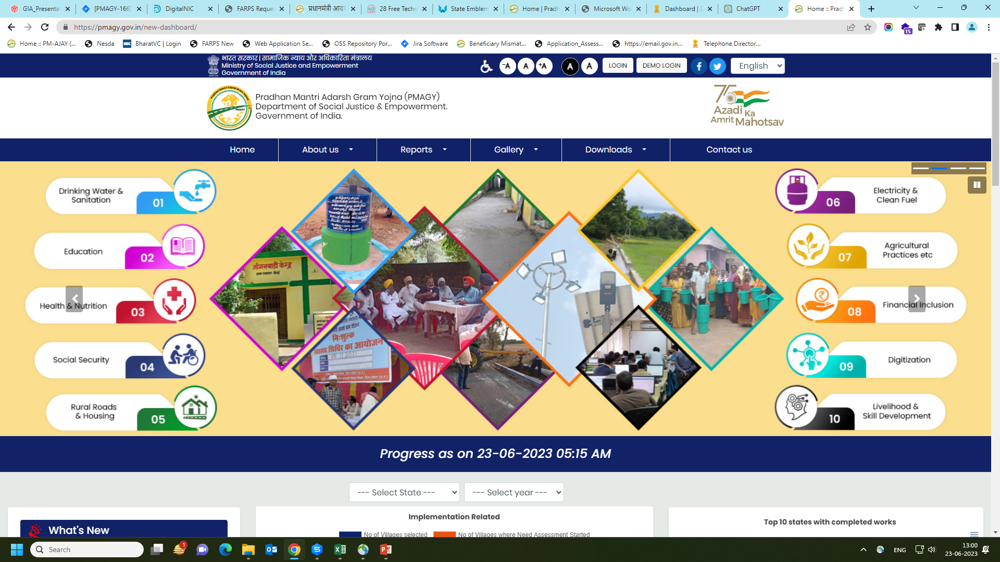 GIA_Presentat
[PMAGY-166]
DigitalNIC
FARPS Reques
प्रधानमंत्री आदर्
28 Free Techn
State Emblem
Home | Pradh
Microsoft Wo
Dashboard | D
ChatGPT
Home :: Prad
https://pmagy.gov.in/new-dashboard/
15
Home :: PM-AJAY (...
Nesda
BharatVC | Login
FARPS New
Web Application Se...
OSS Repository Por...
Jira Software
Beneficiary Mismat...
Application_Assess...
https://email.gov.in...
Telephone Director...
भारत सरकार | सामाजिक न्याय और अधिकारिता मंत्रालय
Ministry of Social Justice and Empowerment
Government of India
-A A +A A A
LOGIN
DEMO LOGIN
English
Pradhan Mantri Adarsh Gram Yojna (PMAGY)
Department of Social Justice & Empowerment.
Government of India.
PMAGY
75
Azadi Ka
Amrit Mahotsav
Home
About us
Reports
Gallery
Downloads
Contact us
Drinking Water &
Sanitation
01
Education
02
Health & Nutrition
03
Social Security
04
Rural Roads
& Housing
05
आँगनबाड़ी केन्द्र
निःशुल्क
स्वास्थ्य शिविर का आयोजन
Electricity &
Clean Fuel
06
Agricultural
Practices etc
07
Financial Inclusion
08
Digitization
09
Livelihood &
Skill Development
10
Progress as on 23-06-2023 05:15 AM
--- Select State ---
--- Select year ---
What's New
Implementation Related
No of Villages selected
No of Villages where Need Assessment Started
Top 10 states with completed works
Search
1
ENG
13:00
23-06-2023